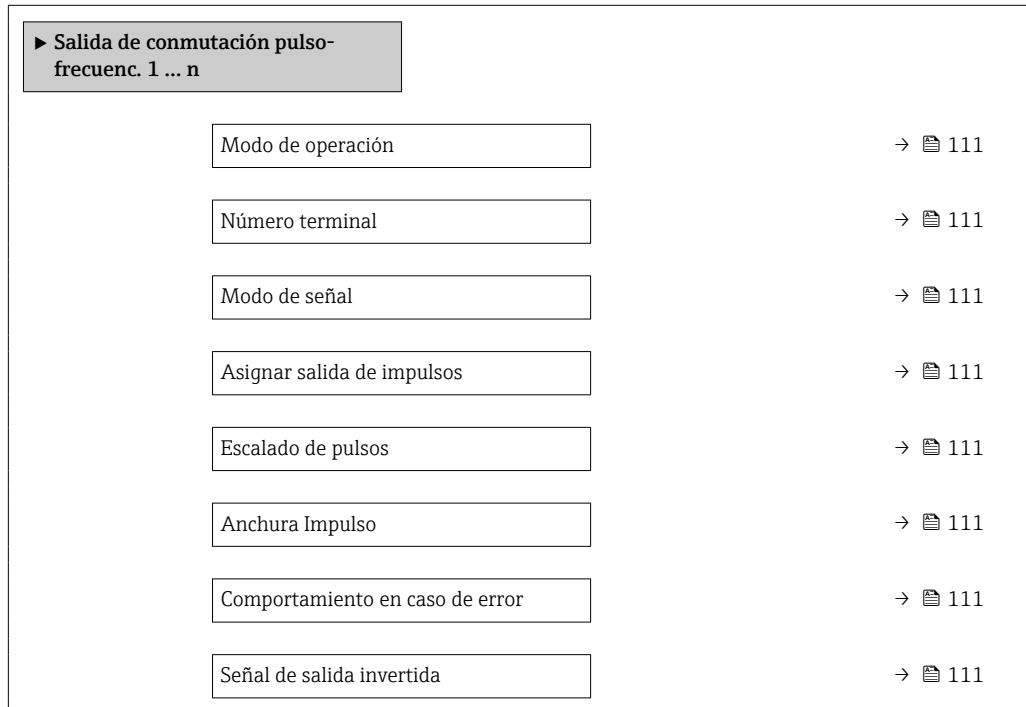 ▶ Salida de conmutación pulso-
frecuenc. 1 ... n
Modo de operación → 111
Número terminal → 111
Modo de señal → 111
Asignar salida de impulsos → 111
Escalado de pulsos → 111
Anchura Impulso → 111
Comportamiento en caso de error → 111
Señal de salida invertida → 111